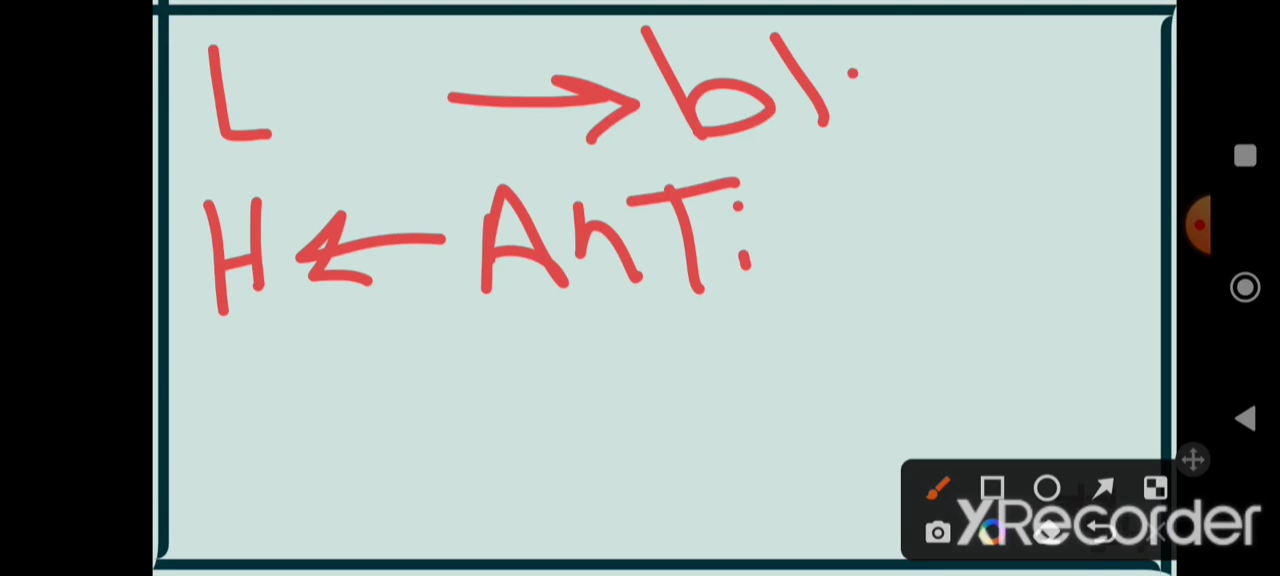 L → bl.
H ← AnT:
XRecorder